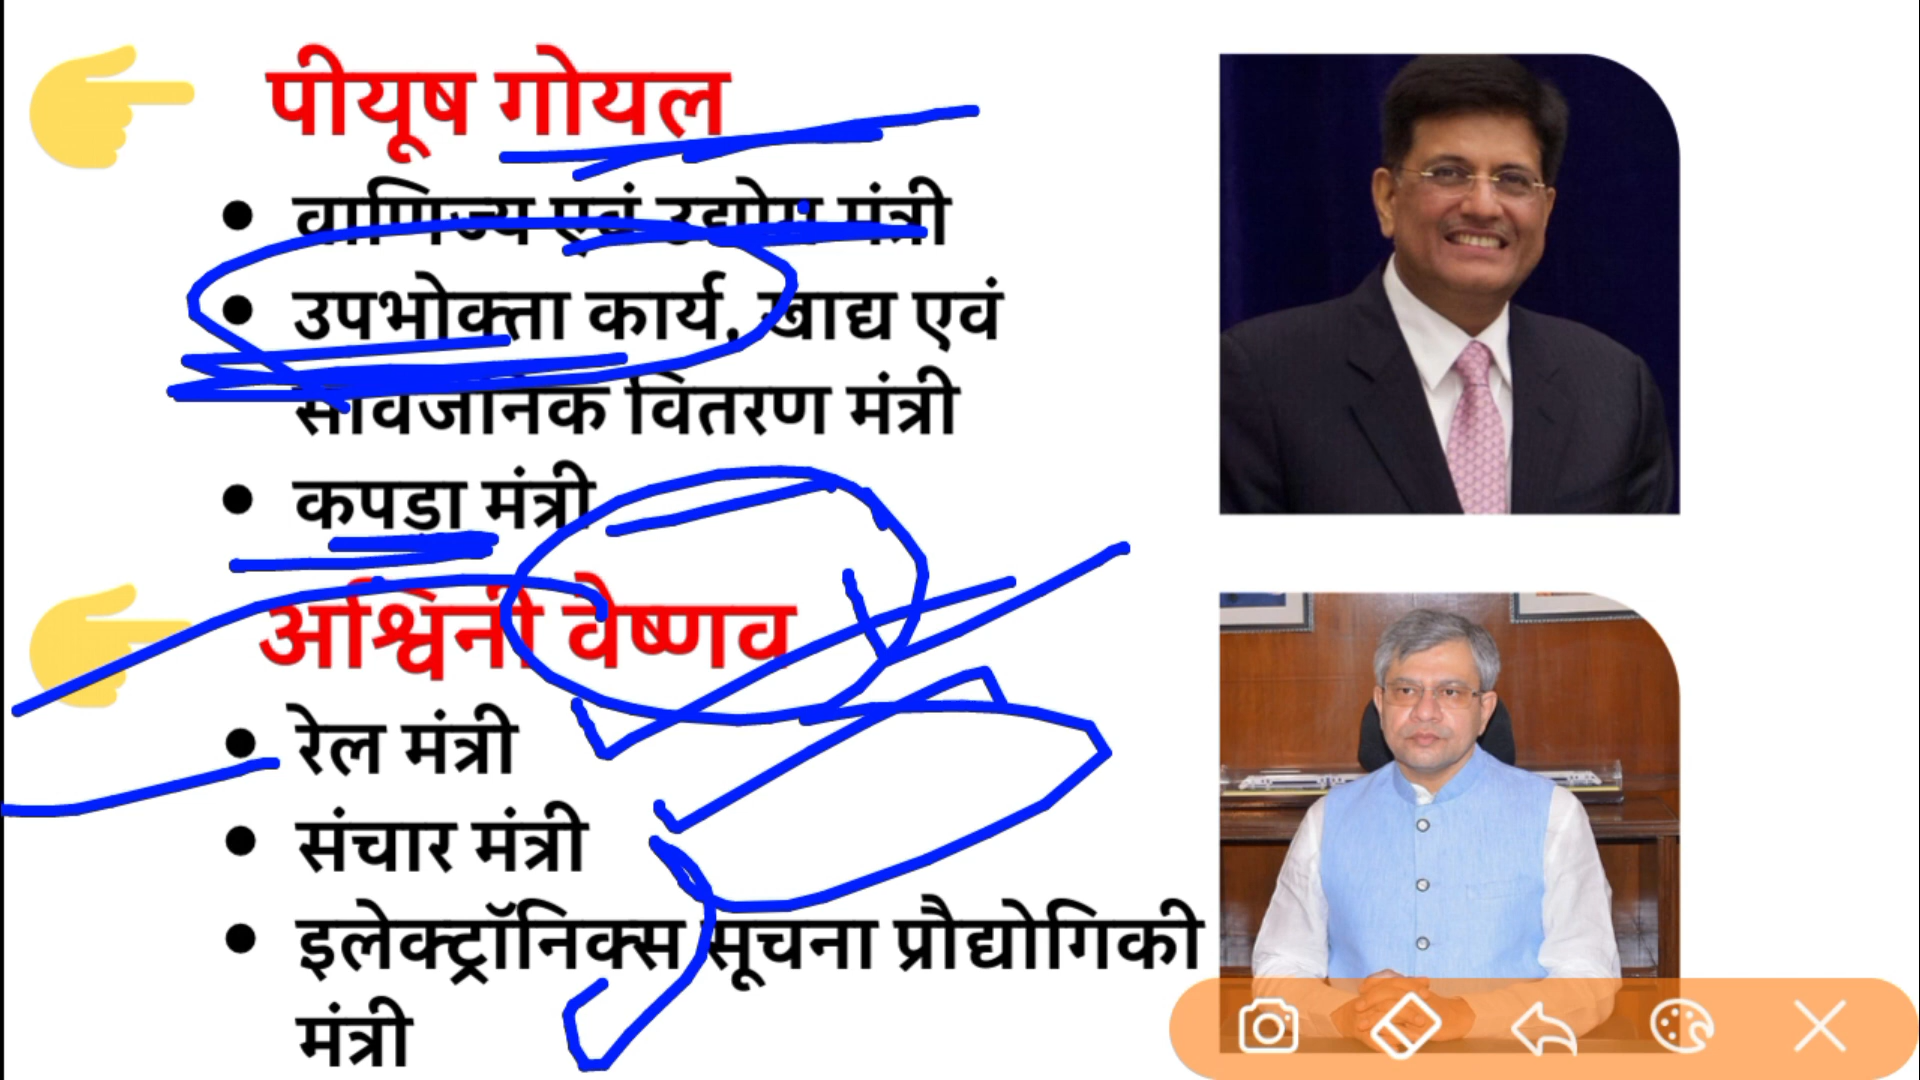 पीयूष गोयल
वाणिज्य एवं उद्योग मंत्री
उपभोक्ता कार्य, खाद्य एवं
सार्वजनिक वितरण मंत्री
कपड़ा मंत्री
अश्विनी वैष्णव
रेल मंत्री
संचार मंत्री
इलेक्ट्रॉनिक्स सूचना प्रौद्योगिकी
मंत्री